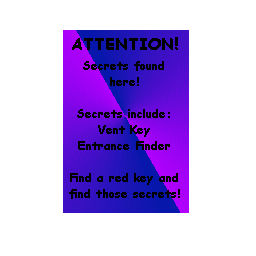 ATTENTION!
Secrets found
here!
Secrets include:
Vent Key
Entrance Finder
Find a red key and
find those secrets!